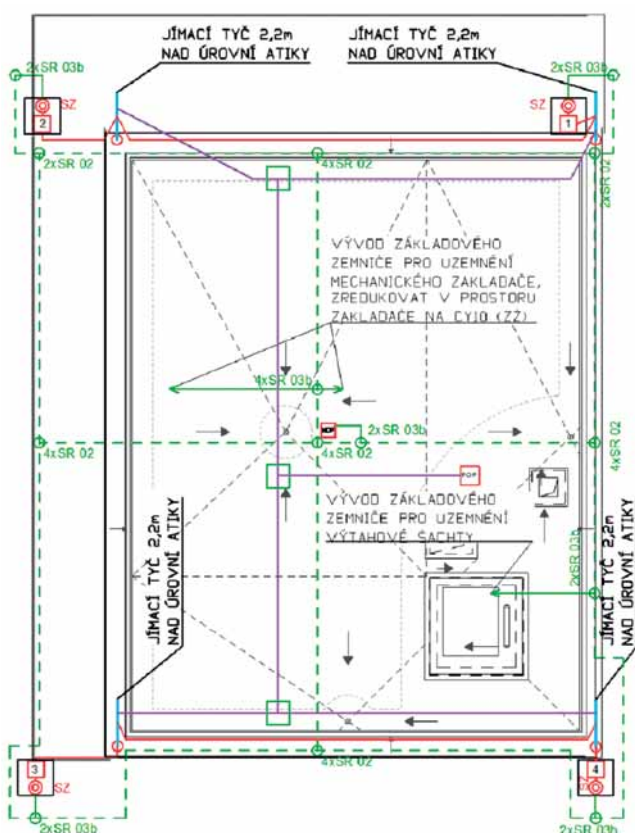 JÍMACÍ TYČ 2,2m
NAD ÚROVNÍ ATIKY
JÍMACÍ TYČ 2,2m
NAD ÚROVNÍ ATIKY
2xSR 03b
2xSR 03b
SZ
2
SZ
1
2xSR 02
4xSR 02
2xSR 02
VÝVOD ZÁKLADOVÉHO
ZEMNIČE PRO UZEMNĚNÍ
MECHANICKÉHO ZAKLADAČE,
ZREDUKOVAT V PROSTORU
ZAKLADAČE NA CY10 (ZŽ)
4xSR 03b
2xSR 03b
4xSR 02
4xSR 02
4xSR 02
POP
VÝVOD ZÁKLADOVÉHO
ZEMNIČE PRO UZEMNĚNÍ
VÝTAHOVÉ ŠACHTY
JÍMACÍ TYČ 2,2m
NAD ÚROVNÍ ATIKY
2xSR 03b
JÍMACÍ TYČ 2,2m
NAD ÚROVNÍ ATIKY
4xSR 02
3
SZ
4
SZ
2xSR 03b
2xSR 03b